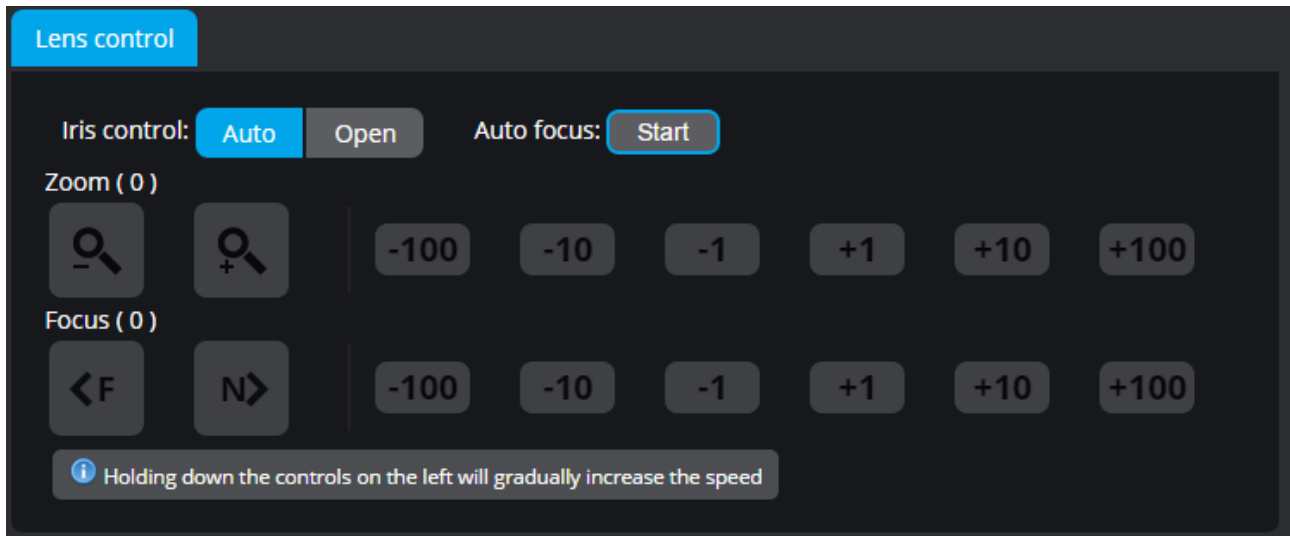 Lens control
Iris control: Auto Open Auto focus: Start
Zoom ( 0 )
-100 -10 -1 +1 +10 +100
Focus ( 0 )
F N -100 -10 -1 +1 +10 +100
Holding down the controls on the left will gradually increase the speed